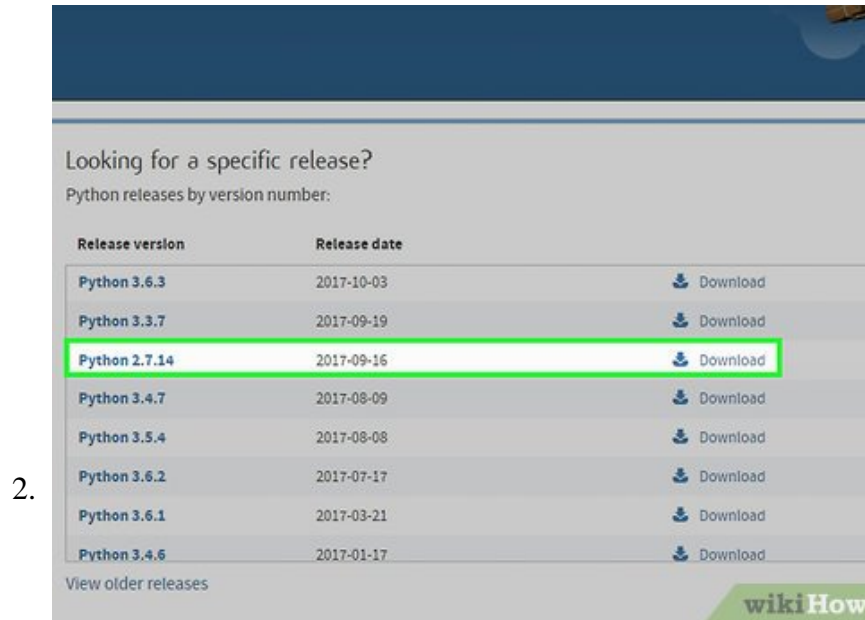 Looking for a specific release?
Python releases by version number:
Release version Release date
Python 3.6.3 2017-10-03 Download
Python 3.3.7 2017-09-19 Download
Python 2.7.14 2017-09-16 Download
Python 3.4.7 2017-08-09 Download
Python 3.5.4 2017-08-08 Download
2. Python 3.6.2 2017-07-17 Download
Python 3.6.1 2017-03-21 Download
Python 3.4.6 2017-01-17 Download
View older releases
wikiHow